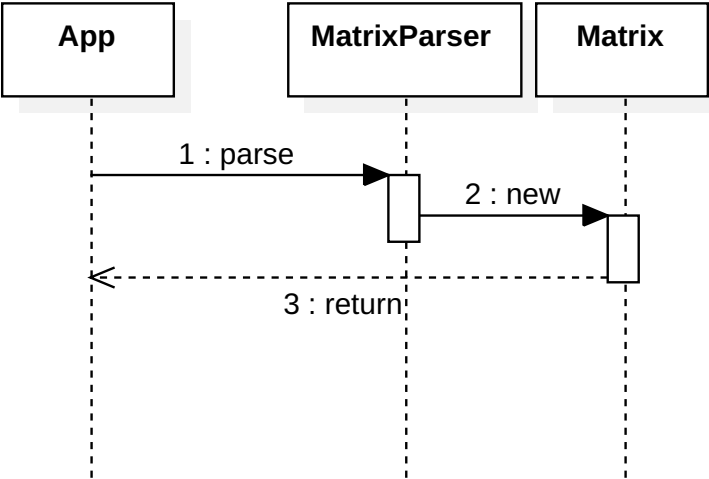 App
MatrixParser
Matrix
1 : parse
2 : new
3 : return